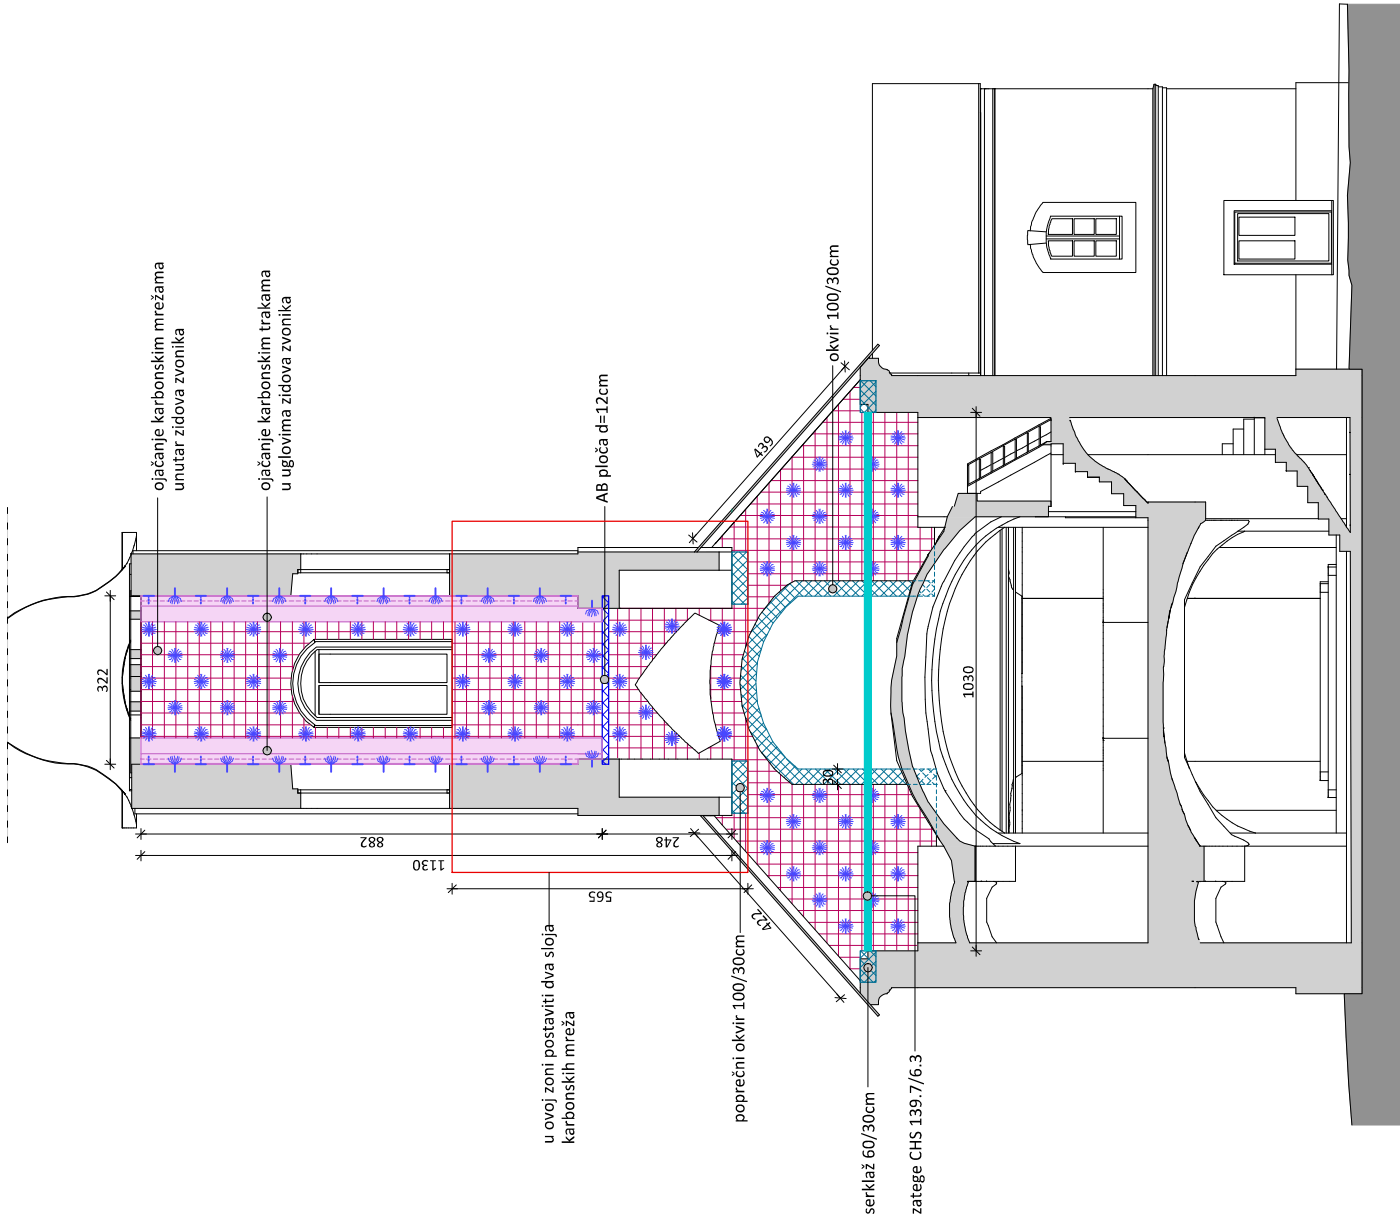 ojačanje karbonskim mrežama
unutar zidova zvonika
ojačanje karbonskim trakama
u uglovima zidova zvonika
AB ploča d=12cm
okvir 100/30cm
439
322
1030
30
882
248
1130
565
422
u ovoj zoni postaviti dva sloja
karbonskih mreža
poprečni okvir 100/30cm
serklaž 60/30cm
zatege CHS 139.7/6.3